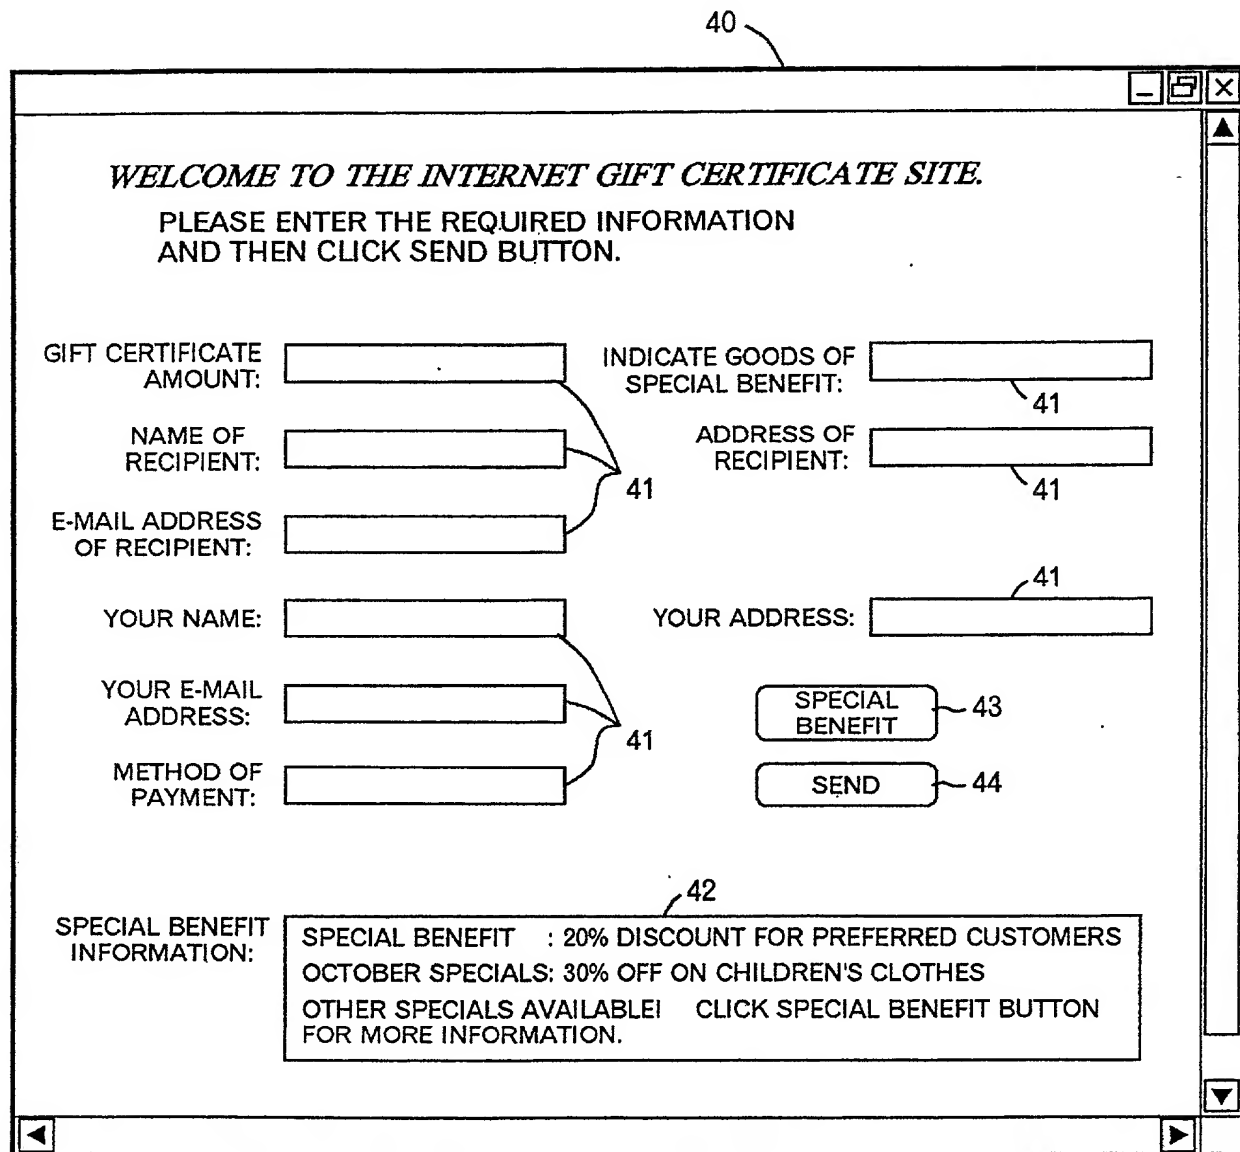 40
WELCOME TO THE INTERNET GIFT CERTIFICATE SITE.
PLEASE ENTER THE REQUIRED INFORMATION
AND THEN CLICK SEND BUTTON.
GIFT CERTIFICATE
AMOUNT:
INDICATE GOODS OF
SPECIAL BENEFIT:
41
NAME OF
RECIPIENT:
ADDRESS OF
RECIPIENT:
41
41
E-MAIL ADDRESS
OF RECIPIENT:
41
YOUR NAME:
YOUR ADDRESS:
YOUR E-MAIL
ADDRESS:
SPECIAL
BENEFIT
43
41
METHOD OF
PAYMENT:
SEND
44
42
SPECIAL BENEFIT
INFORMATION:
SPECIAL BENEFIT : 20% DISCOUNT FOR PREFERRED CUSTOMERS
OCTOBER SPECIALS: 30% OFF ON CHILDREN'S CLOTHES
OTHER SPECIALS AVAILABLE! CLICK SPECIAL BENEFIT BUTTON
FOR MORE INFORMATION.